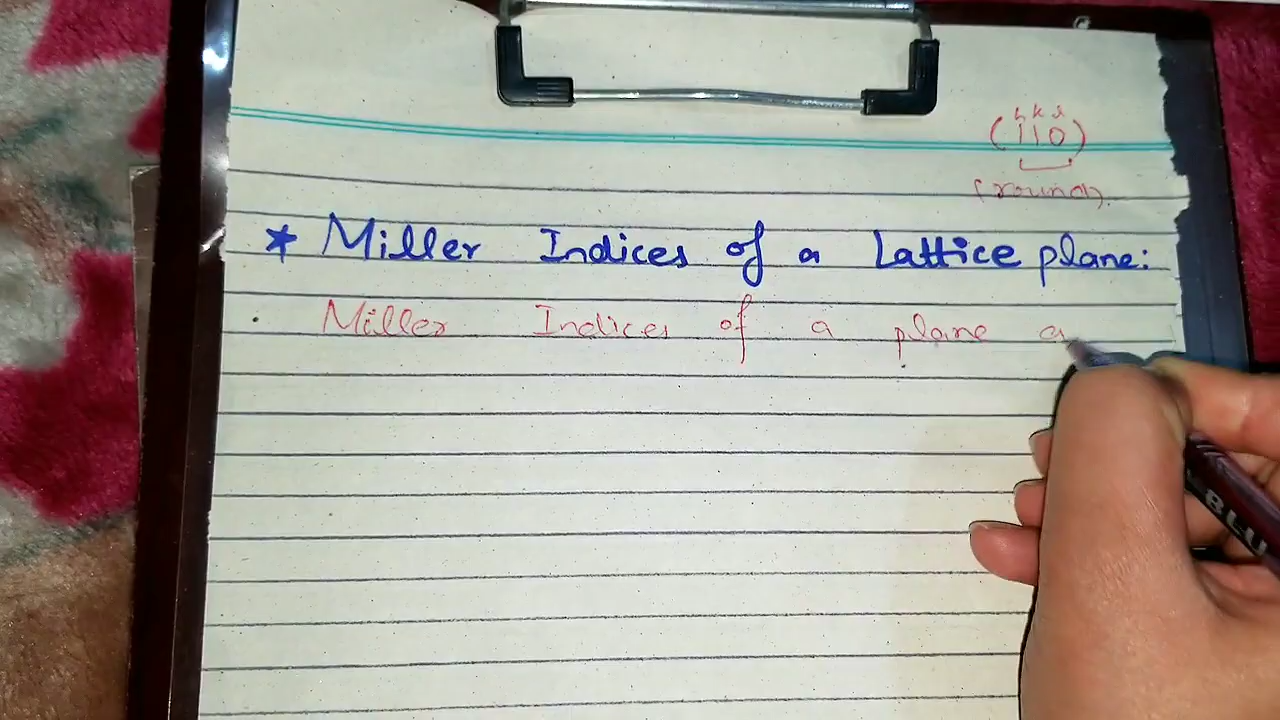 h k l
(110)
(round).
* Miller Indices of a Lattice plane:
. Miller Indices of a plane a